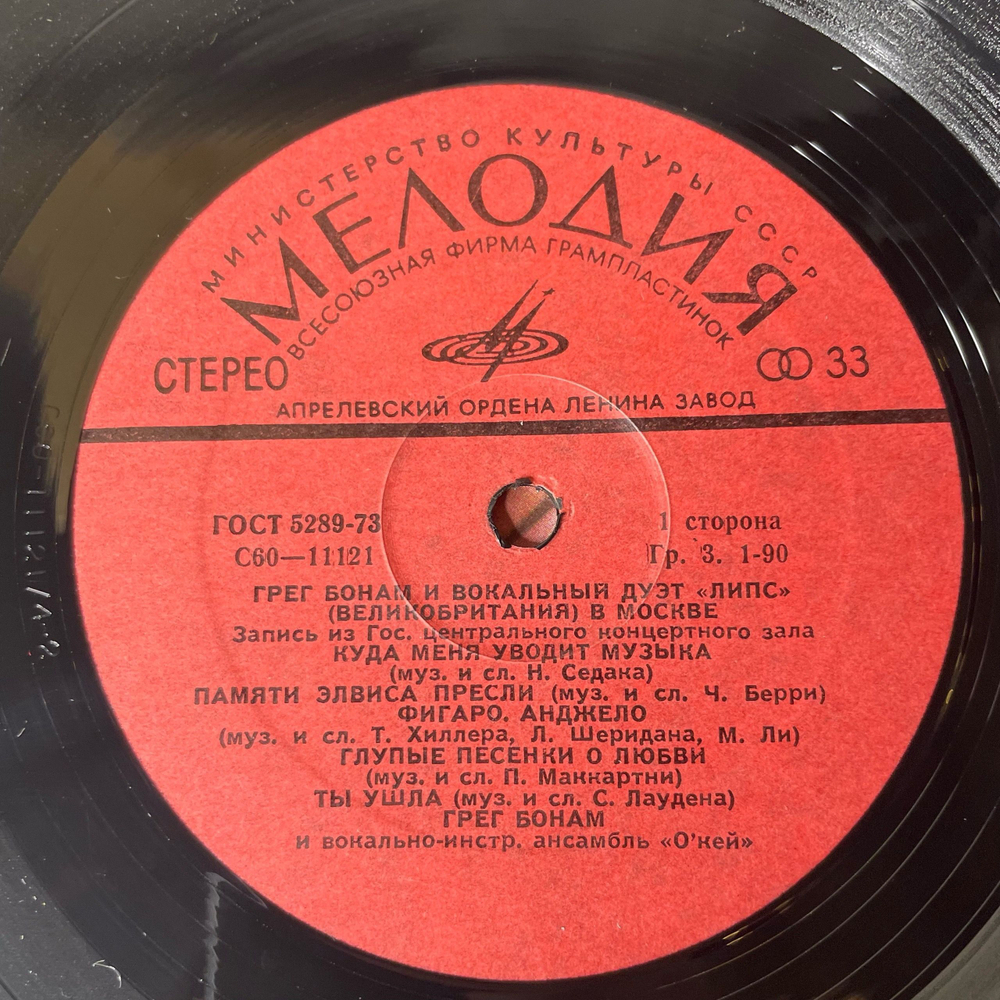 МИНИСТЕРСТВО КУЛЬТУРЫ СССР
МЕЛОДИЯ
ВСЕСОЮЗНАЯ ФИРМА ГРАМПЛАСТИНОК
СТЕРЕО
33
АПРЕЛЕВСКИЙ ОРДЕНА ЛЕНИНА ЗАВОД
ГОСТ 5289-73 1 сторона
С60—11121 Гр. 3. 1-90
ГРЕГ БОНАМ И ВОКАЛЬНЫЙ ДУЭТ «ЛИПС»
(ВЕЛИКОБРИТАНИЯ) В МОСКВЕ
Запись из Гос. центрального концертного зала
КУДА МЕНЯ УВОДИТ МУЗЫКА
(муз. и сл. Н. Седака)
ПАМЯТИ ЭЛВИСА ПРЕСЛИ (муз. и сл. Ч. Берри)
ФИГАРО. АНДЖЕЛО
(муз. и сл. Т. Хиллера, Л. Шеридана, М. Ли)
ГЛУПЫЕ ПЕСЕНКИ О ЛЮБВИ
(муз. и сл. П. Маккартни)
ТЫ УШЛА (муз. и сл. С. Лаудена)
ГРЕГ БОНАМ
и вокально-инстр. ансамбль «О’кей»